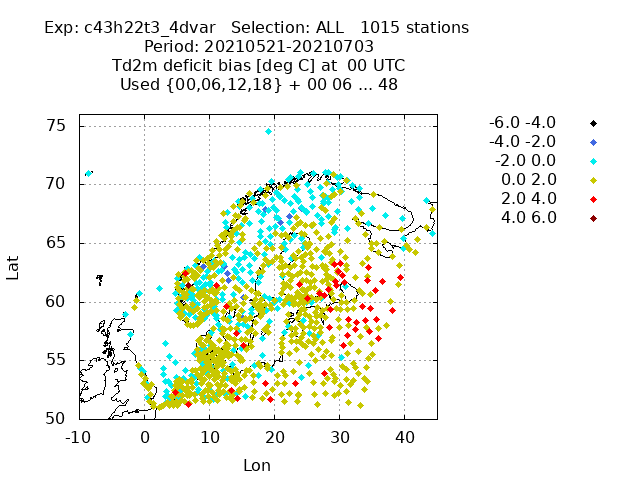 Exp: c43h22t3_4dvar   Selection: ALL   1015 stations
Period: 20210521-20210703
Td2m deficit bias [deg C] at  00 UTC
Used {00,06,12,18} + 00 06 ... 48
-6.0 -4.0
-4.0 -2.0
-2.0 0.0
0.0 2.0
2.0 4.0
4.0 6.0
75
70
65
60
55
50
Lat
-10 0 10 20 30 40
Lon